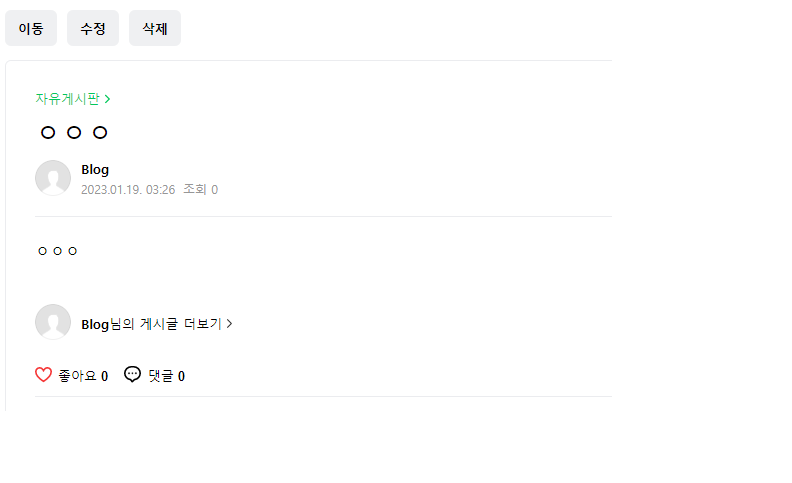 이동 수정 삭제
자유게시판 >
ㅇㅇㅇ
Blog
2023.01.19. 03:26 조회 0
ㅇㅇㅇ
Blog님의 게시글 더보기 >
좋아요 0 댓글 0